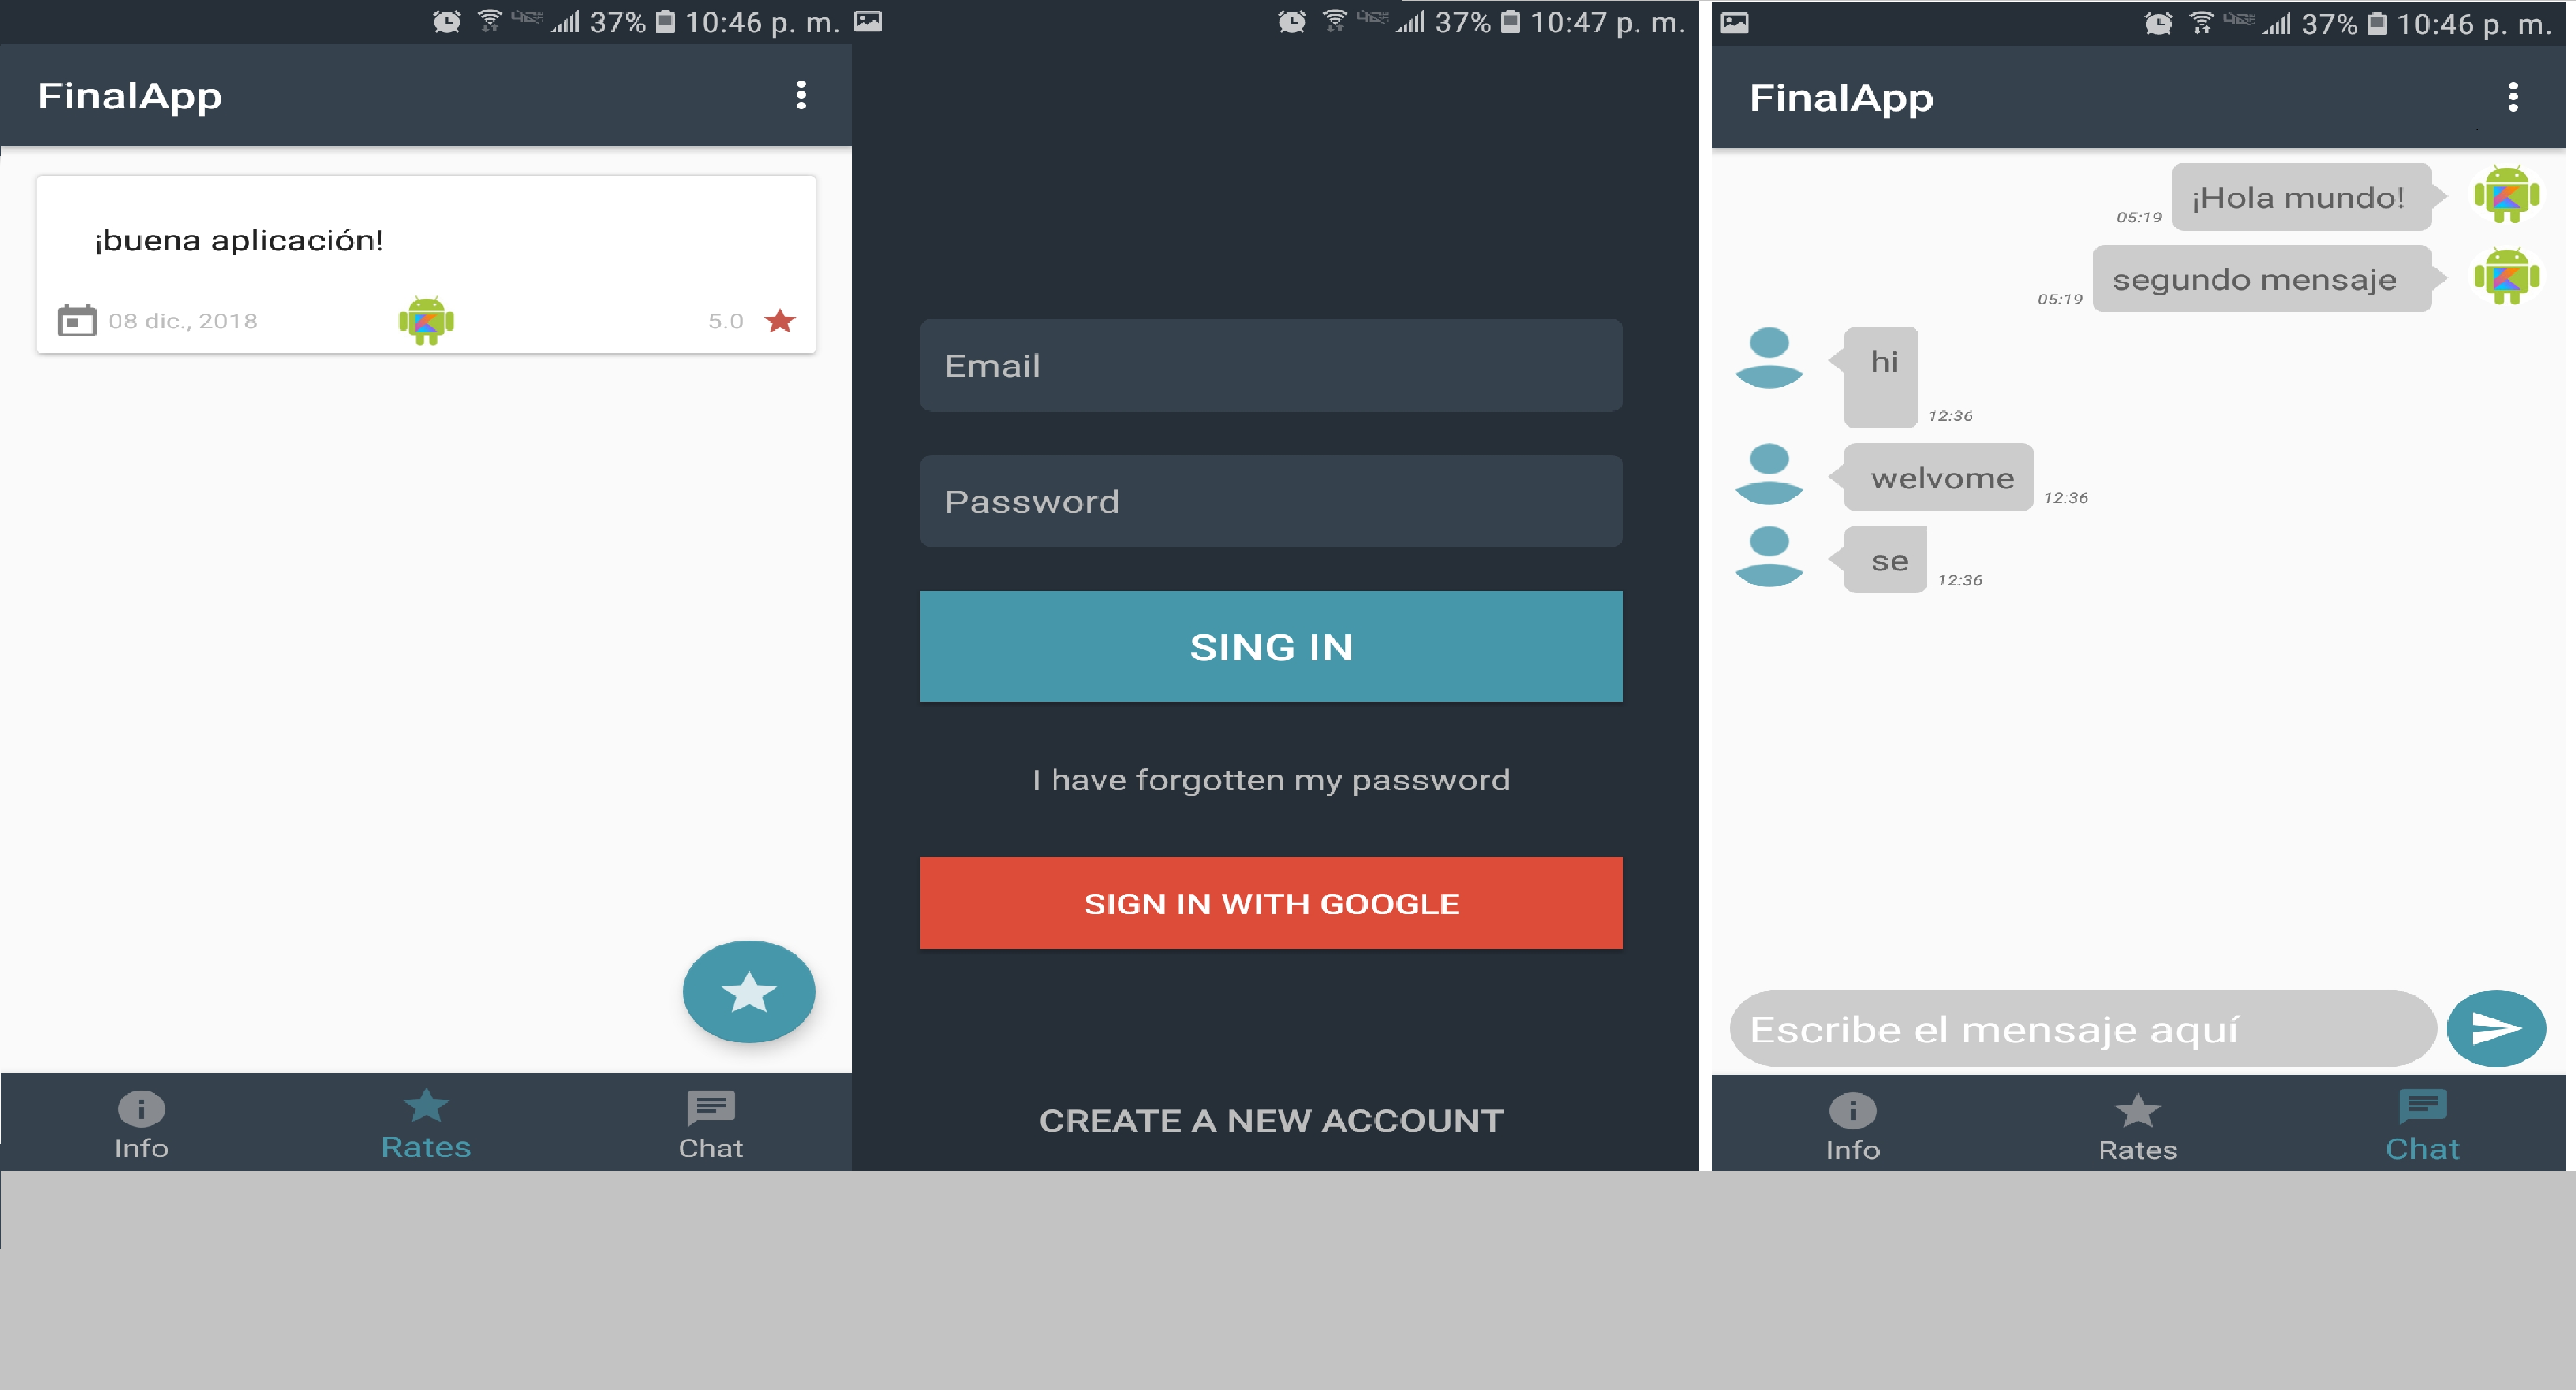 37% 10:46 p. m.
FinalApp
¡buena aplicación!
08 dic., 2018 5.0
Info Rates Chat
37% 10:47 p. m.
Email
Password
SING IN
I have forgotten my password
SIGN IN WITH GOOGLE
CREATE A NEW ACCOUNT
37% 10:46 p. m.
FinalApp
¡Hola mundo!
05:19
segundo mensaje
05:19
hi
12:36
welvome
12:36
se
12:36
Escribe el mensaje aquí
Info Rates Chat